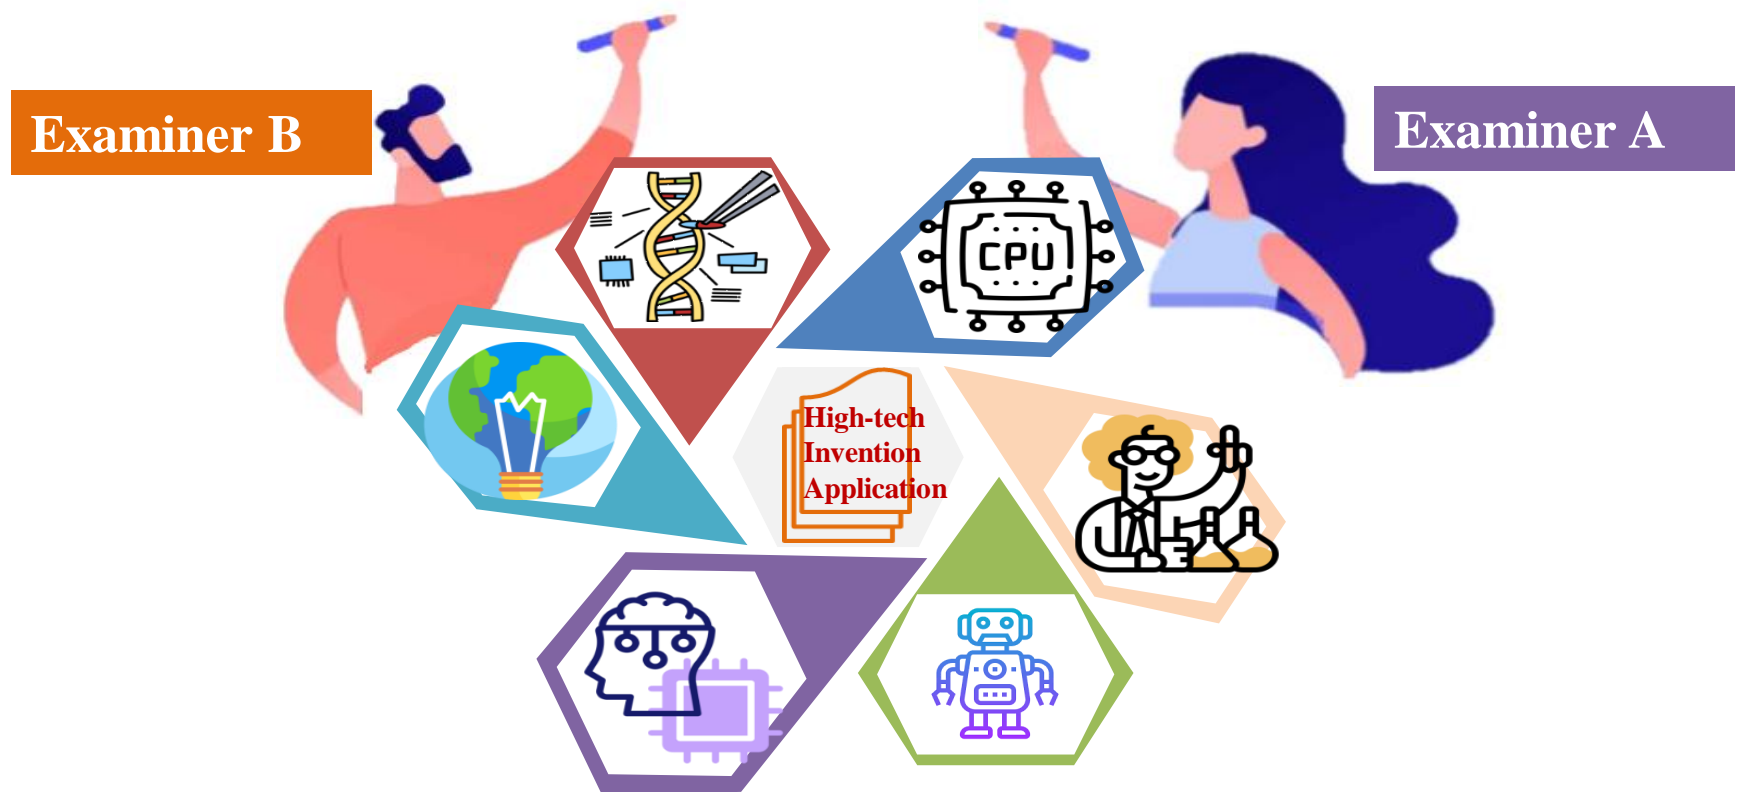 Examiner B
Examiner A
CPU
High-tech
Invention
Application